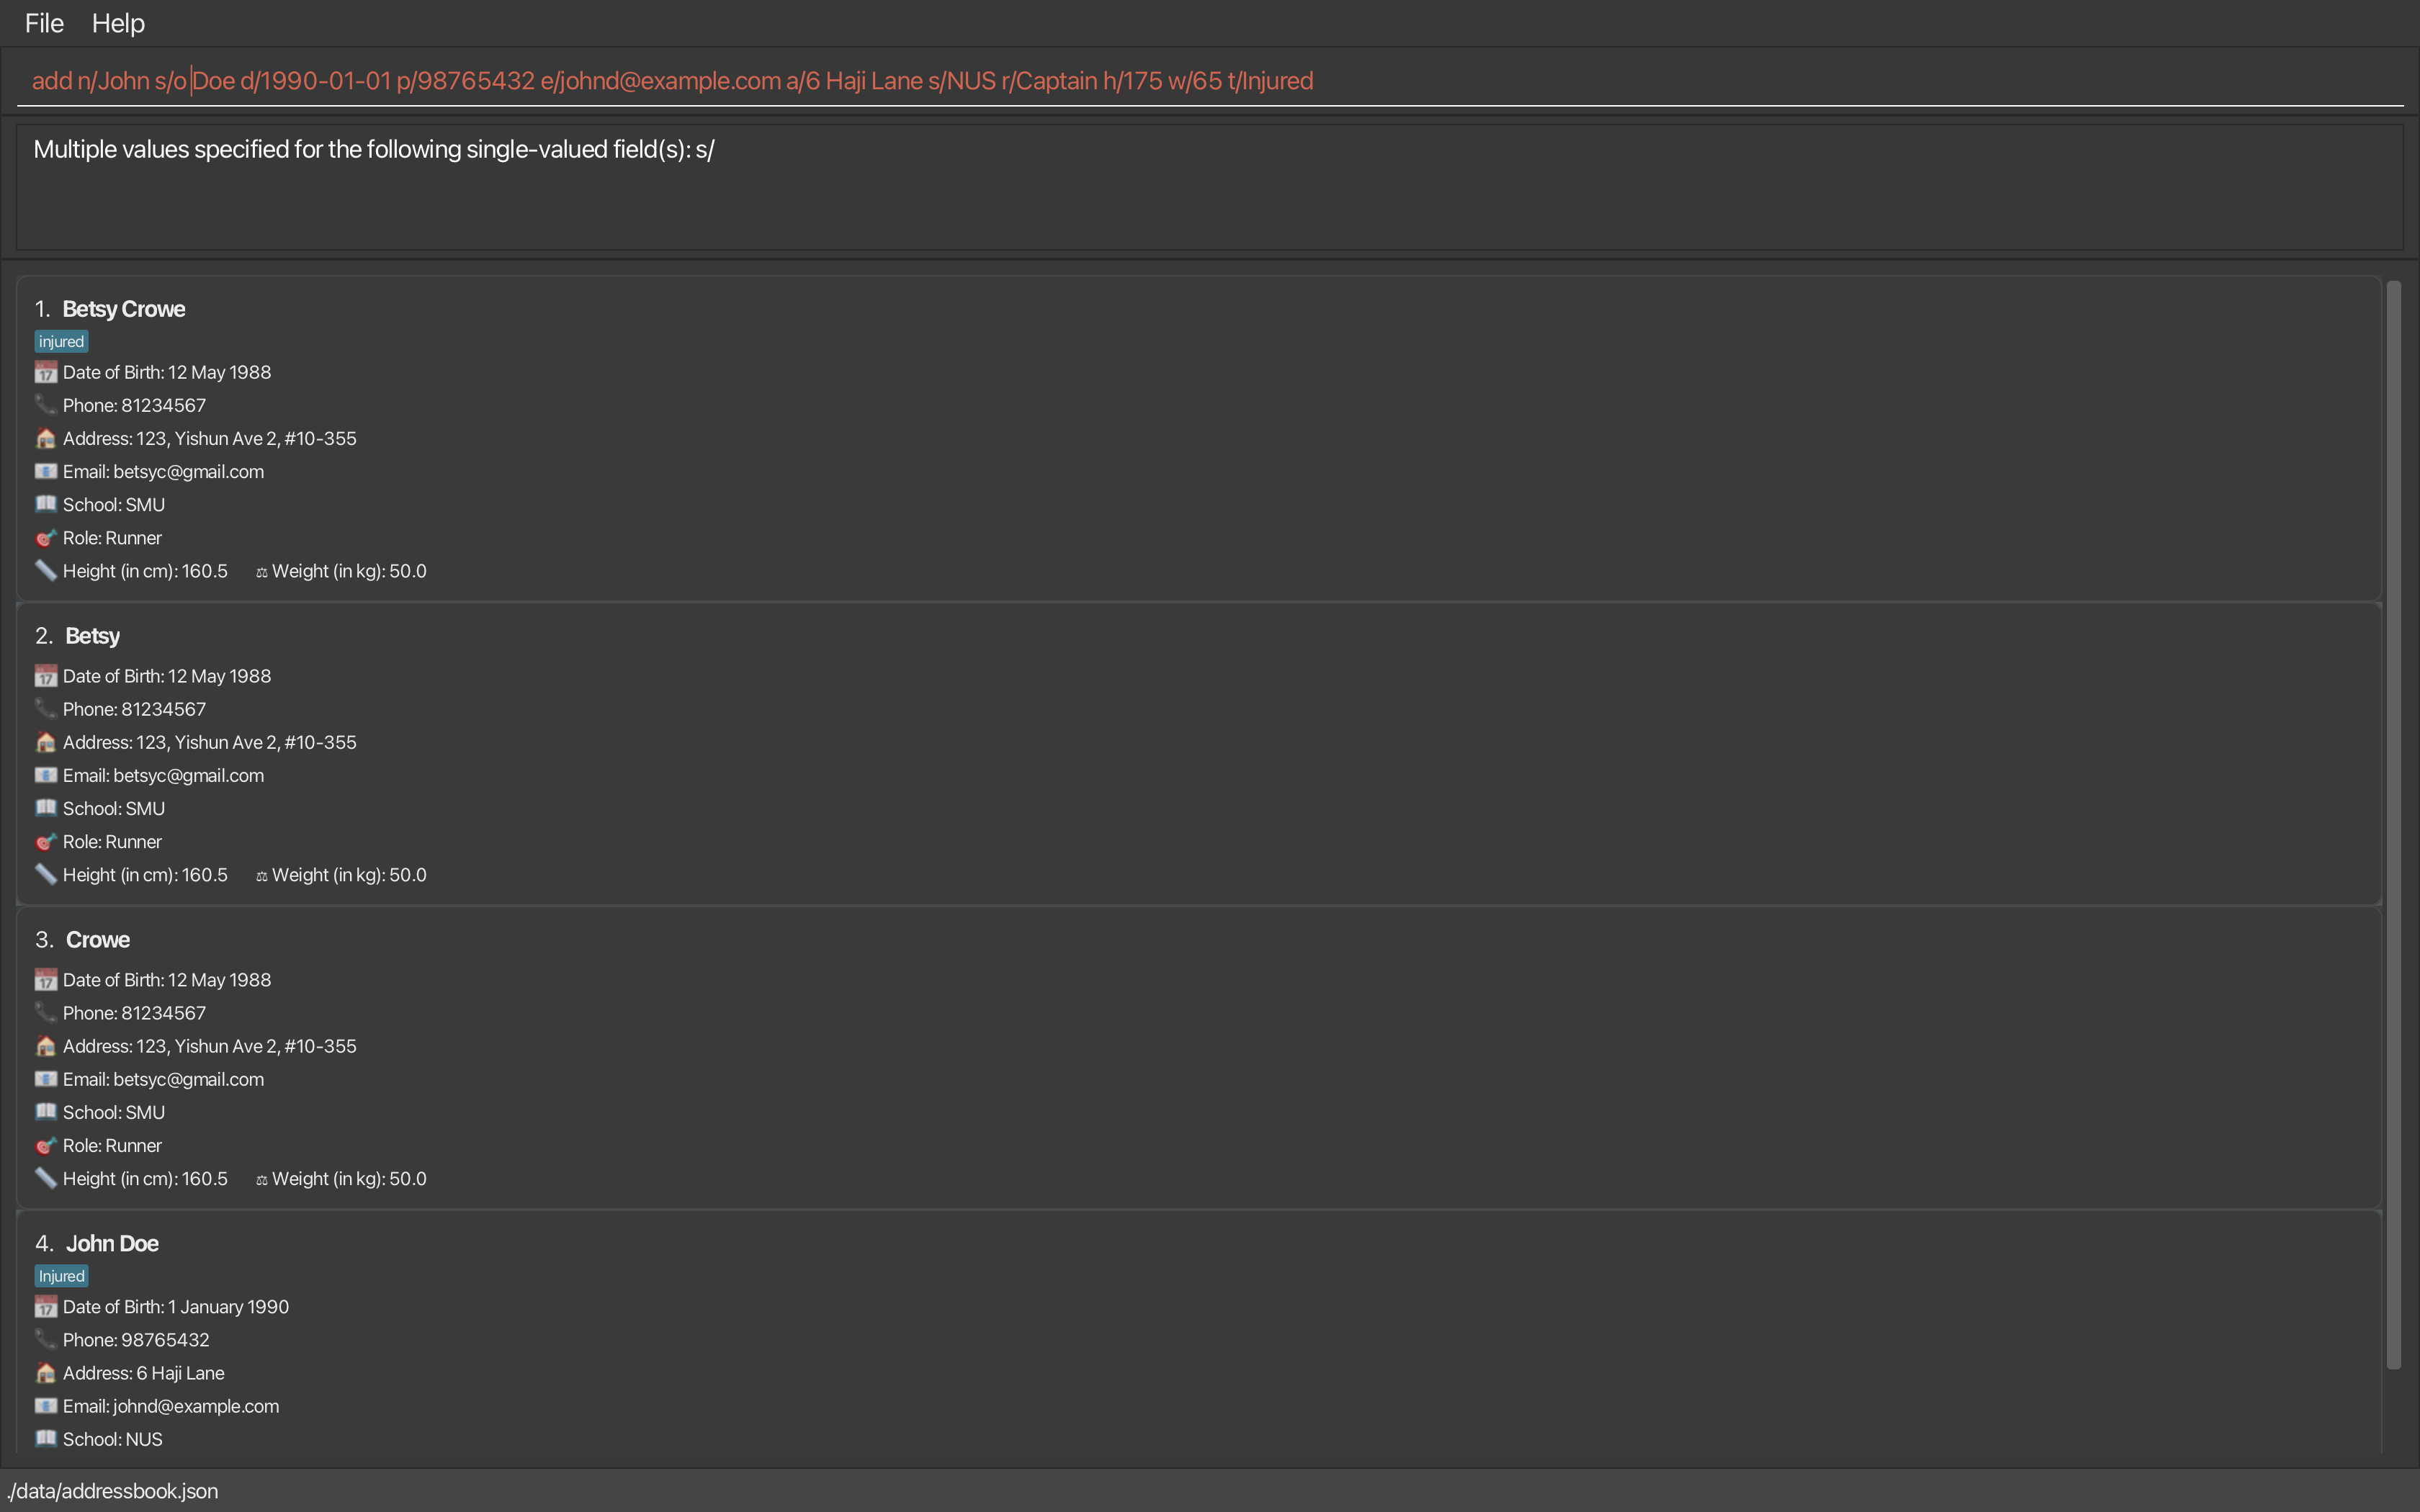 File Help
add n/John s/o Doe d/1990-01-01 p/98765432 e/johnd@example.com a/6 Haji Lane s/NUS r/Captain h/175 w/65 t/Injured
Multiple values specified for the following single-valued field(s): s/
1. Betsy Crowe
injured
17 Date of Birth: 12 May 1988
Phone: 81234567
Address: 123, Yishun Ave 2, #10-355
Email: betsyc@gmail.com
School: SMU
Role: Runner
Height (in cm): 160.5 Weight (in kg): 50.0
2. Betsy
17 Date of Birth: 12 May 1988
Phone: 81234567
Address: 123, Yishun Ave 2, #10-355
Email: betsyc@gmail.com
School: SMU
Role: Runner
Height (in cm): 160.5 Weight (in kg): 50.0
3. Crowe
17 Date of Birth: 12 May 1988
Phone: 81234567
Address: 123, Yishun Ave 2, #10-355
Email: betsyc@gmail.com
School: SMU
Role: Runner
Height (in cm): 160.5 Weight (in kg): 50.0
4. John Doe
Injured
17 Date of Birth: 1 January 1990
Phone: 98765432
Address: 6 Haji Lane
Email: johnd@example.com
School: NUS
./data/addressbook.json